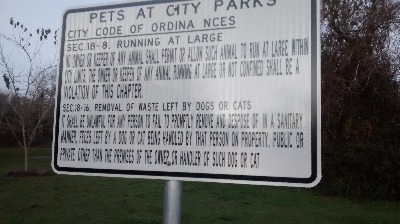 PETS AT CITY PARKS
CITY CODE OF ORDINA NCES
SEC. 18-8. RUNNING AT LARGE
NO OWNER OR KEEPER OF ANY ANIMAL SHALL PERMIT OR ALLOW SUCH ANIMAL TO RUN AT LARGE WITHIN
CITY LIMITS. THE OWNER OR KEEPER OF ANY ANIMAL RUNNING AT LARGE OR NOT CONFINED SHALL BE A
VIOLATION OF THIS CHAPTER.
SEC. 18-16. REMOVAL OF WASTE LEFT BY DOGS OR CATS
IT SHALL BE UNLAWFUL FOR ANY PERSON TO FAIL TO PROMPTLY REMOVE AND DISPOSE OF IN A SANITARY
MANNER, FECES LEFT BY A DOG OR CAT BEING HANDLED BY THAT PERSON ON PROPERTY, PUBLIC OR
PRIVATE, OTHER THAN THE PREMISES OF THE OWNER OR HANDLER OF SUCH DOG OR CAT